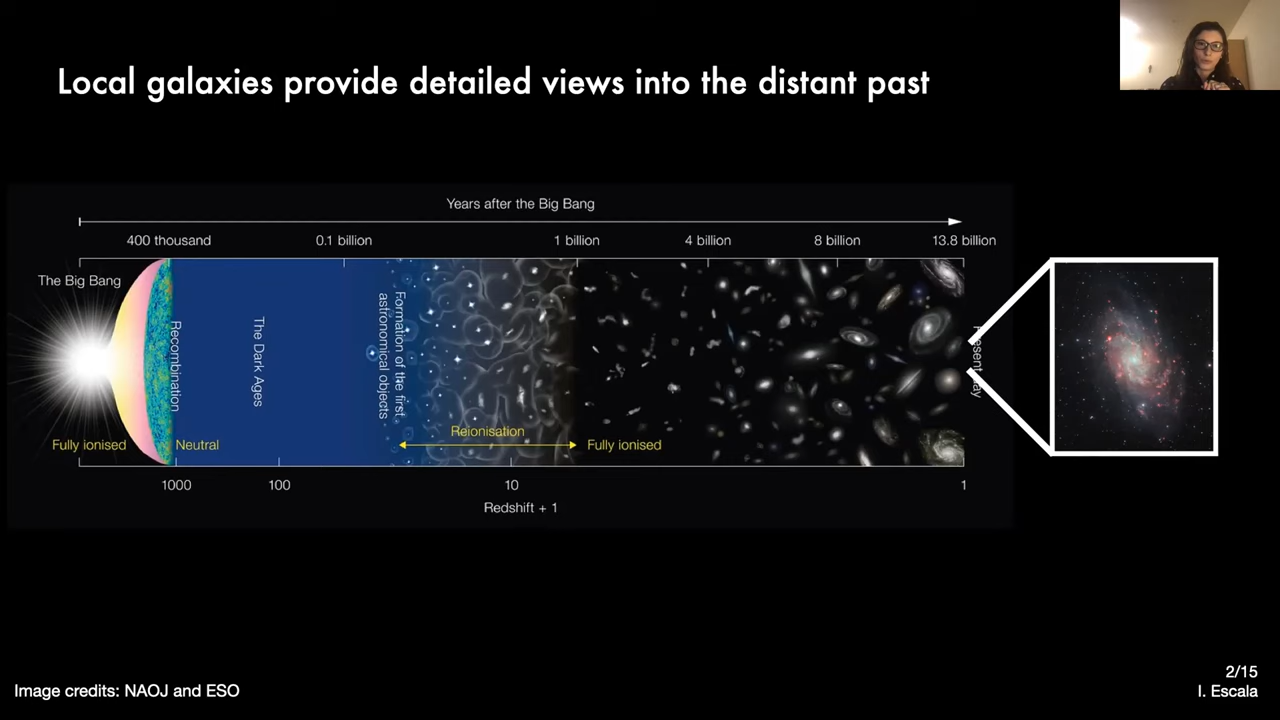 Local galaxies provide detailed views into the distant past
Years after the Big Bang
400 thousand
0.1 billion
1 billion
4 billion
8 billion
13.8 billion
The Big Bang
Recombination
The Dark Ages
Formation of the first
astronomical objects
Reionisation
Fully ionised
Neutral
Fully ionised
1000
100
10
1
Redshift + 1
Image credits: NAOJ and ESO
2/15
I. Escala